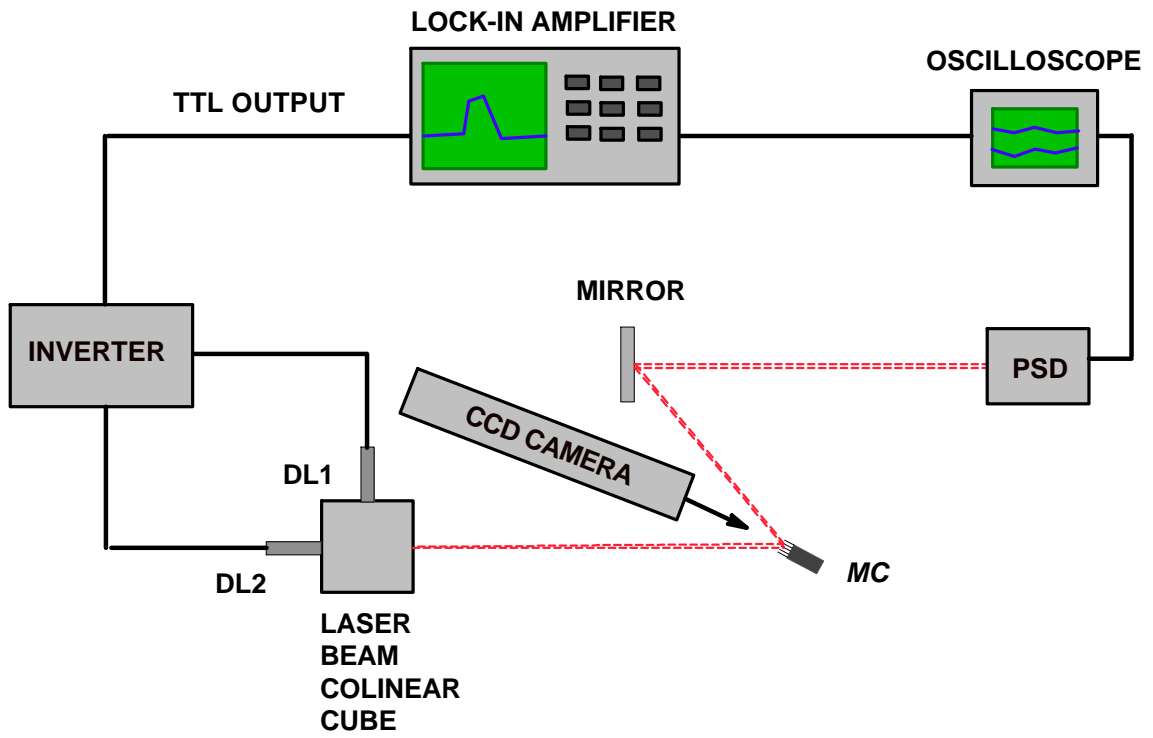 LOCK-IN AMPLIFIER
OSCILLOSCOPE
TTL OUTPUT
MIRROR
INVERTER
PSD
CCD CAMERA
DL1
DL2
MC
LASER
BEAM
COLINEAR
CUBE